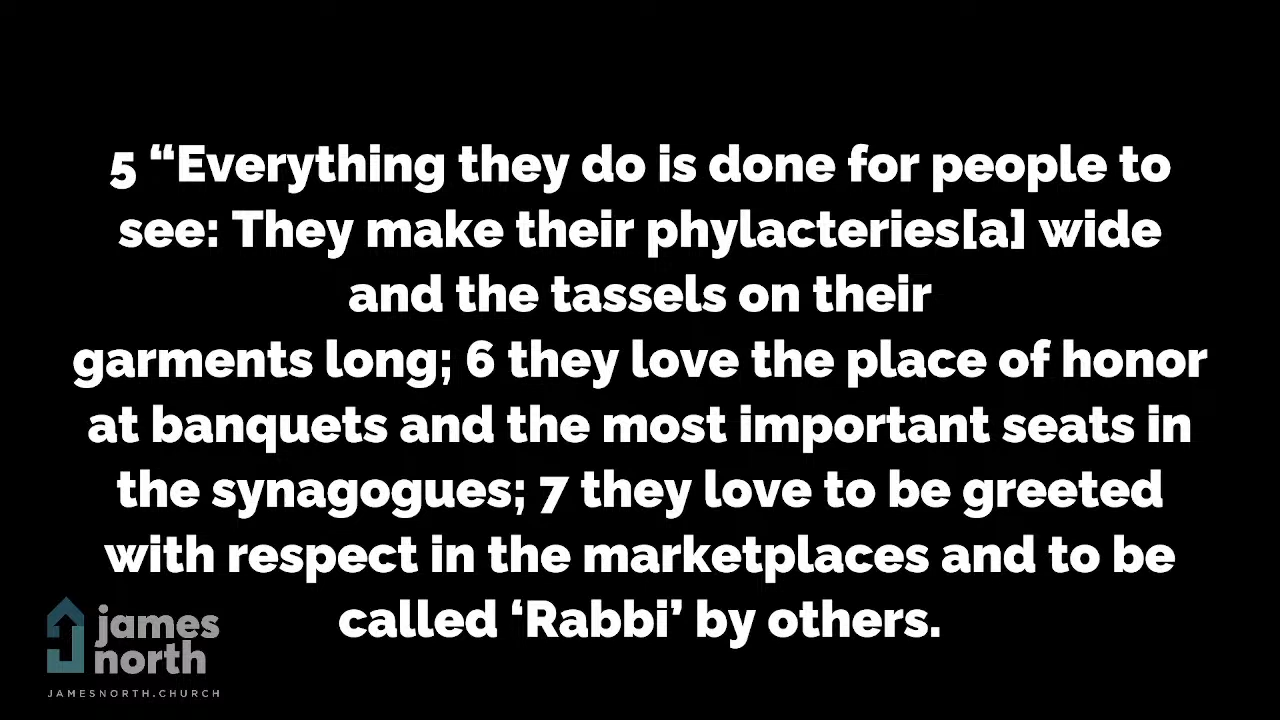 5 “Everything they do is done for people to
see: They make their phylacteries[a] wide
and the tassels on their
garments long; 6 they love the place of honor
at banquets and the most important seats in
the synagogues; 7 they love to be greeted
with respect in the marketplaces and to be
called ‘Rabbi’ by others.
james
north
JAMESNORTH.CHURCH